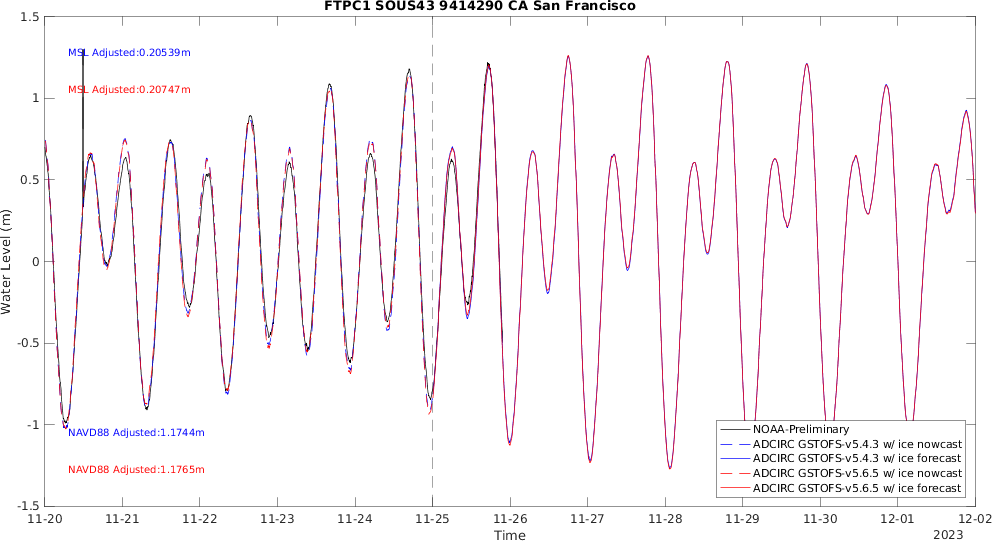 FTPC1 SOUS43 9414290 CA San Francisco
1.5
1
0.5
0
-0.5
-1
-1.5
Water Level (m)
MSL Adjusted:0.20539m
MSL Adjusted:0.20747m
NAVD88 Adjusted:1.1744m
NAVD88 Adjusted:1.1765m
NOAA-Preliminary
ADCIRC GSTOFS-v5.4.3 w/ ice nowcast
ADCIRC GSTOFS-v5.4.3 w/ ice forecast
ADCIRC GSTOFS-v5.6.5 w/ ice nowcast
ADCIRC GSTOFS-v5.6.5 w/ ice forecast
11-20 11-21 11-22 11-23 11-24 11-25 11-26 11-27 11-28 11-29 11-30 12-01 12-02
Time
2023